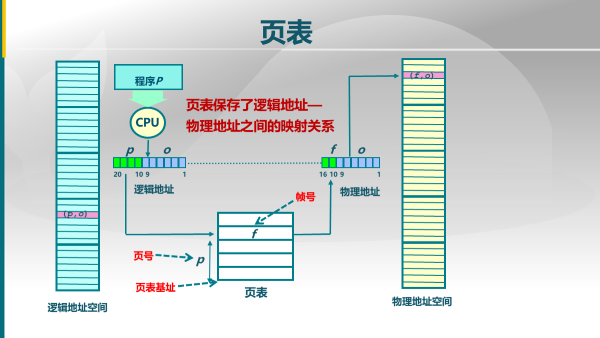 页表
程序P
CPU
页表保存了逻辑地址—
物理地址之间的映射关系
(f,o)
p o
f o
20 10 9 1
16 10 9 1
逻辑地址
物理地址
(p,o)
帧号
f
页号
p
页表基址
页表
逻辑地址空间
物理地址空间